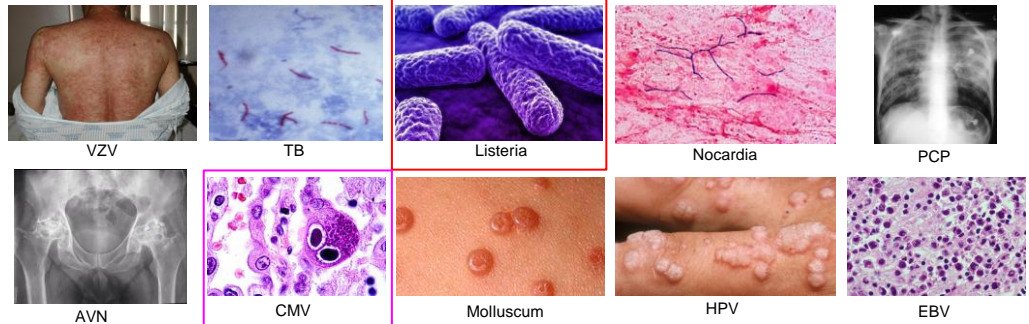 VZV
TB
Listeria
Nocardia
PCP
AVN
CMV
Molluscum
HPV
EBV